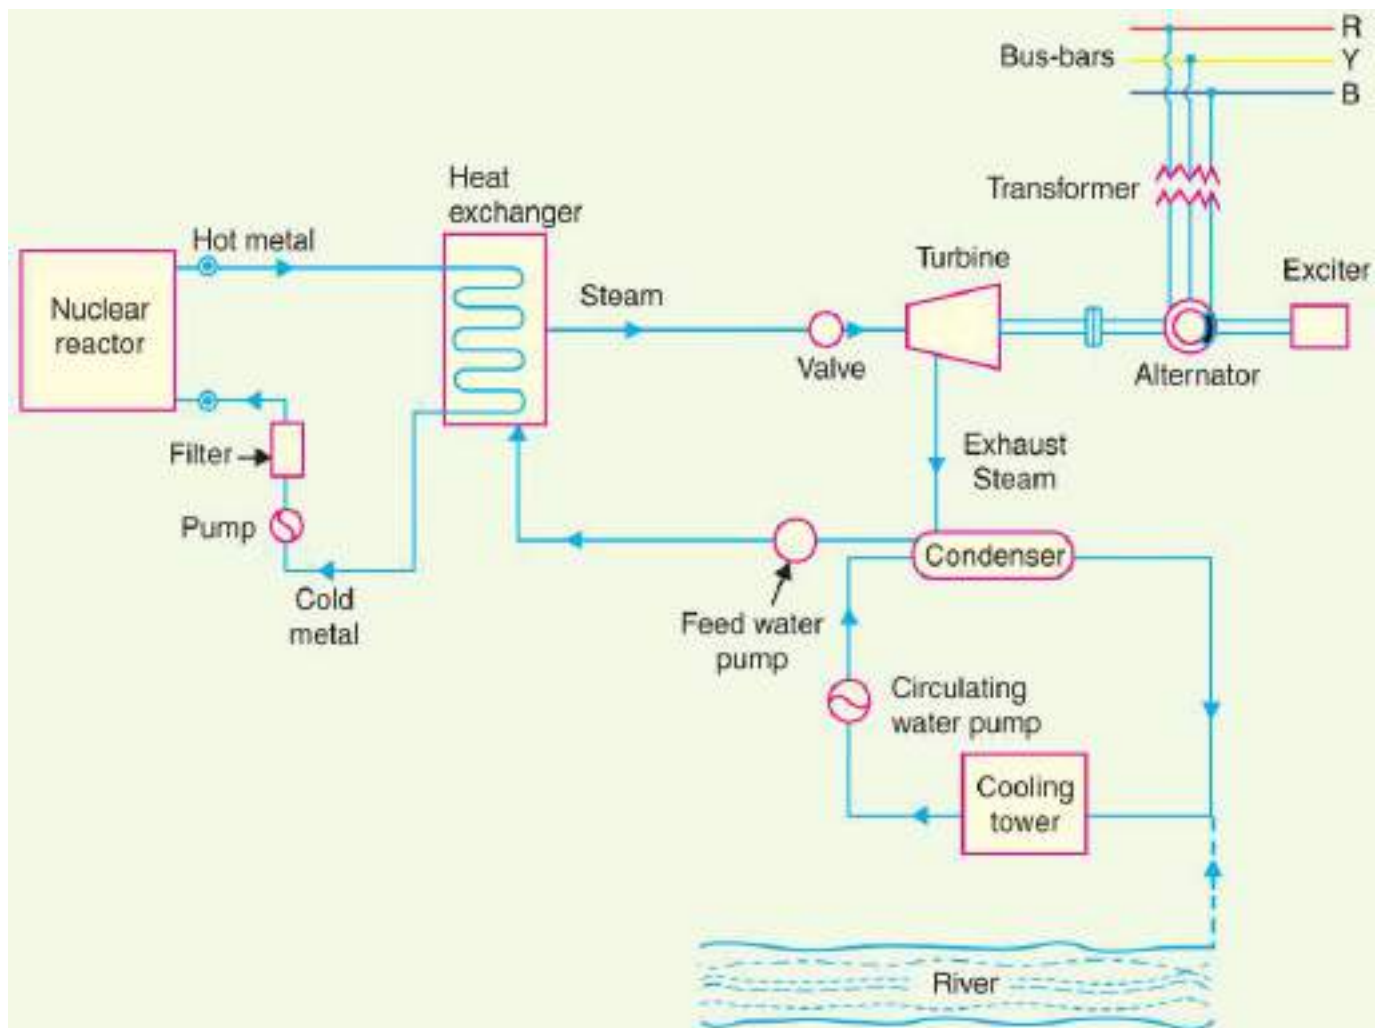 R
Bus-bars
Y
B
Heat
exchanger
Transformer
Hot metal
Turbine
Exciter
Steam
Nuclear
reactor
Valve
Alternator
Filter
Exhaust
Steam
Pump
Condenser
Cold
metal
Feed water
pump
Circulating
water pump
Cooling
tower
River